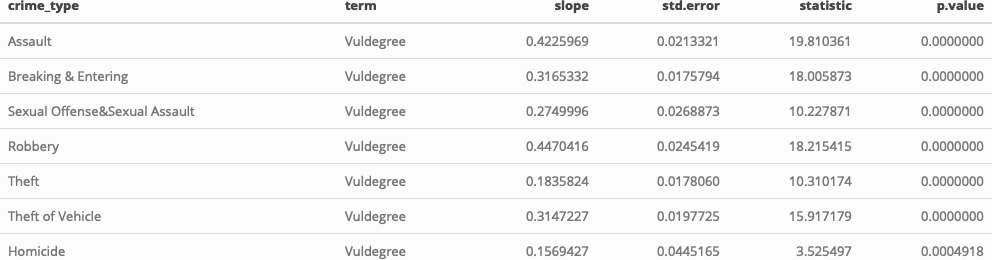 crime_type term slope std.error statistic p.value
Assault Vuldegree 0.4225969 0.0213321 19.810361 0.0000000
Breaking & Entering Vuldegree 0.3165332 0.0175794 18.005873 0.0000000
Sexual Offense&Sexual Assault Vuldegree 0.2749996 0.0268873 10.227871 0.0000000
Robbery Vuldegree 0.4470416 0.0245419 18.215415 0.0000000
Theft Vuldegree 0.1835824 0.0178060 10.310174 0.0000000
Theft of Vehicle Vuldegree 0.3147227 0.0197725 15.917179 0.0000000
Homicide Vuldegree 0.1569427 0.0445165 3.525497 0.0004918